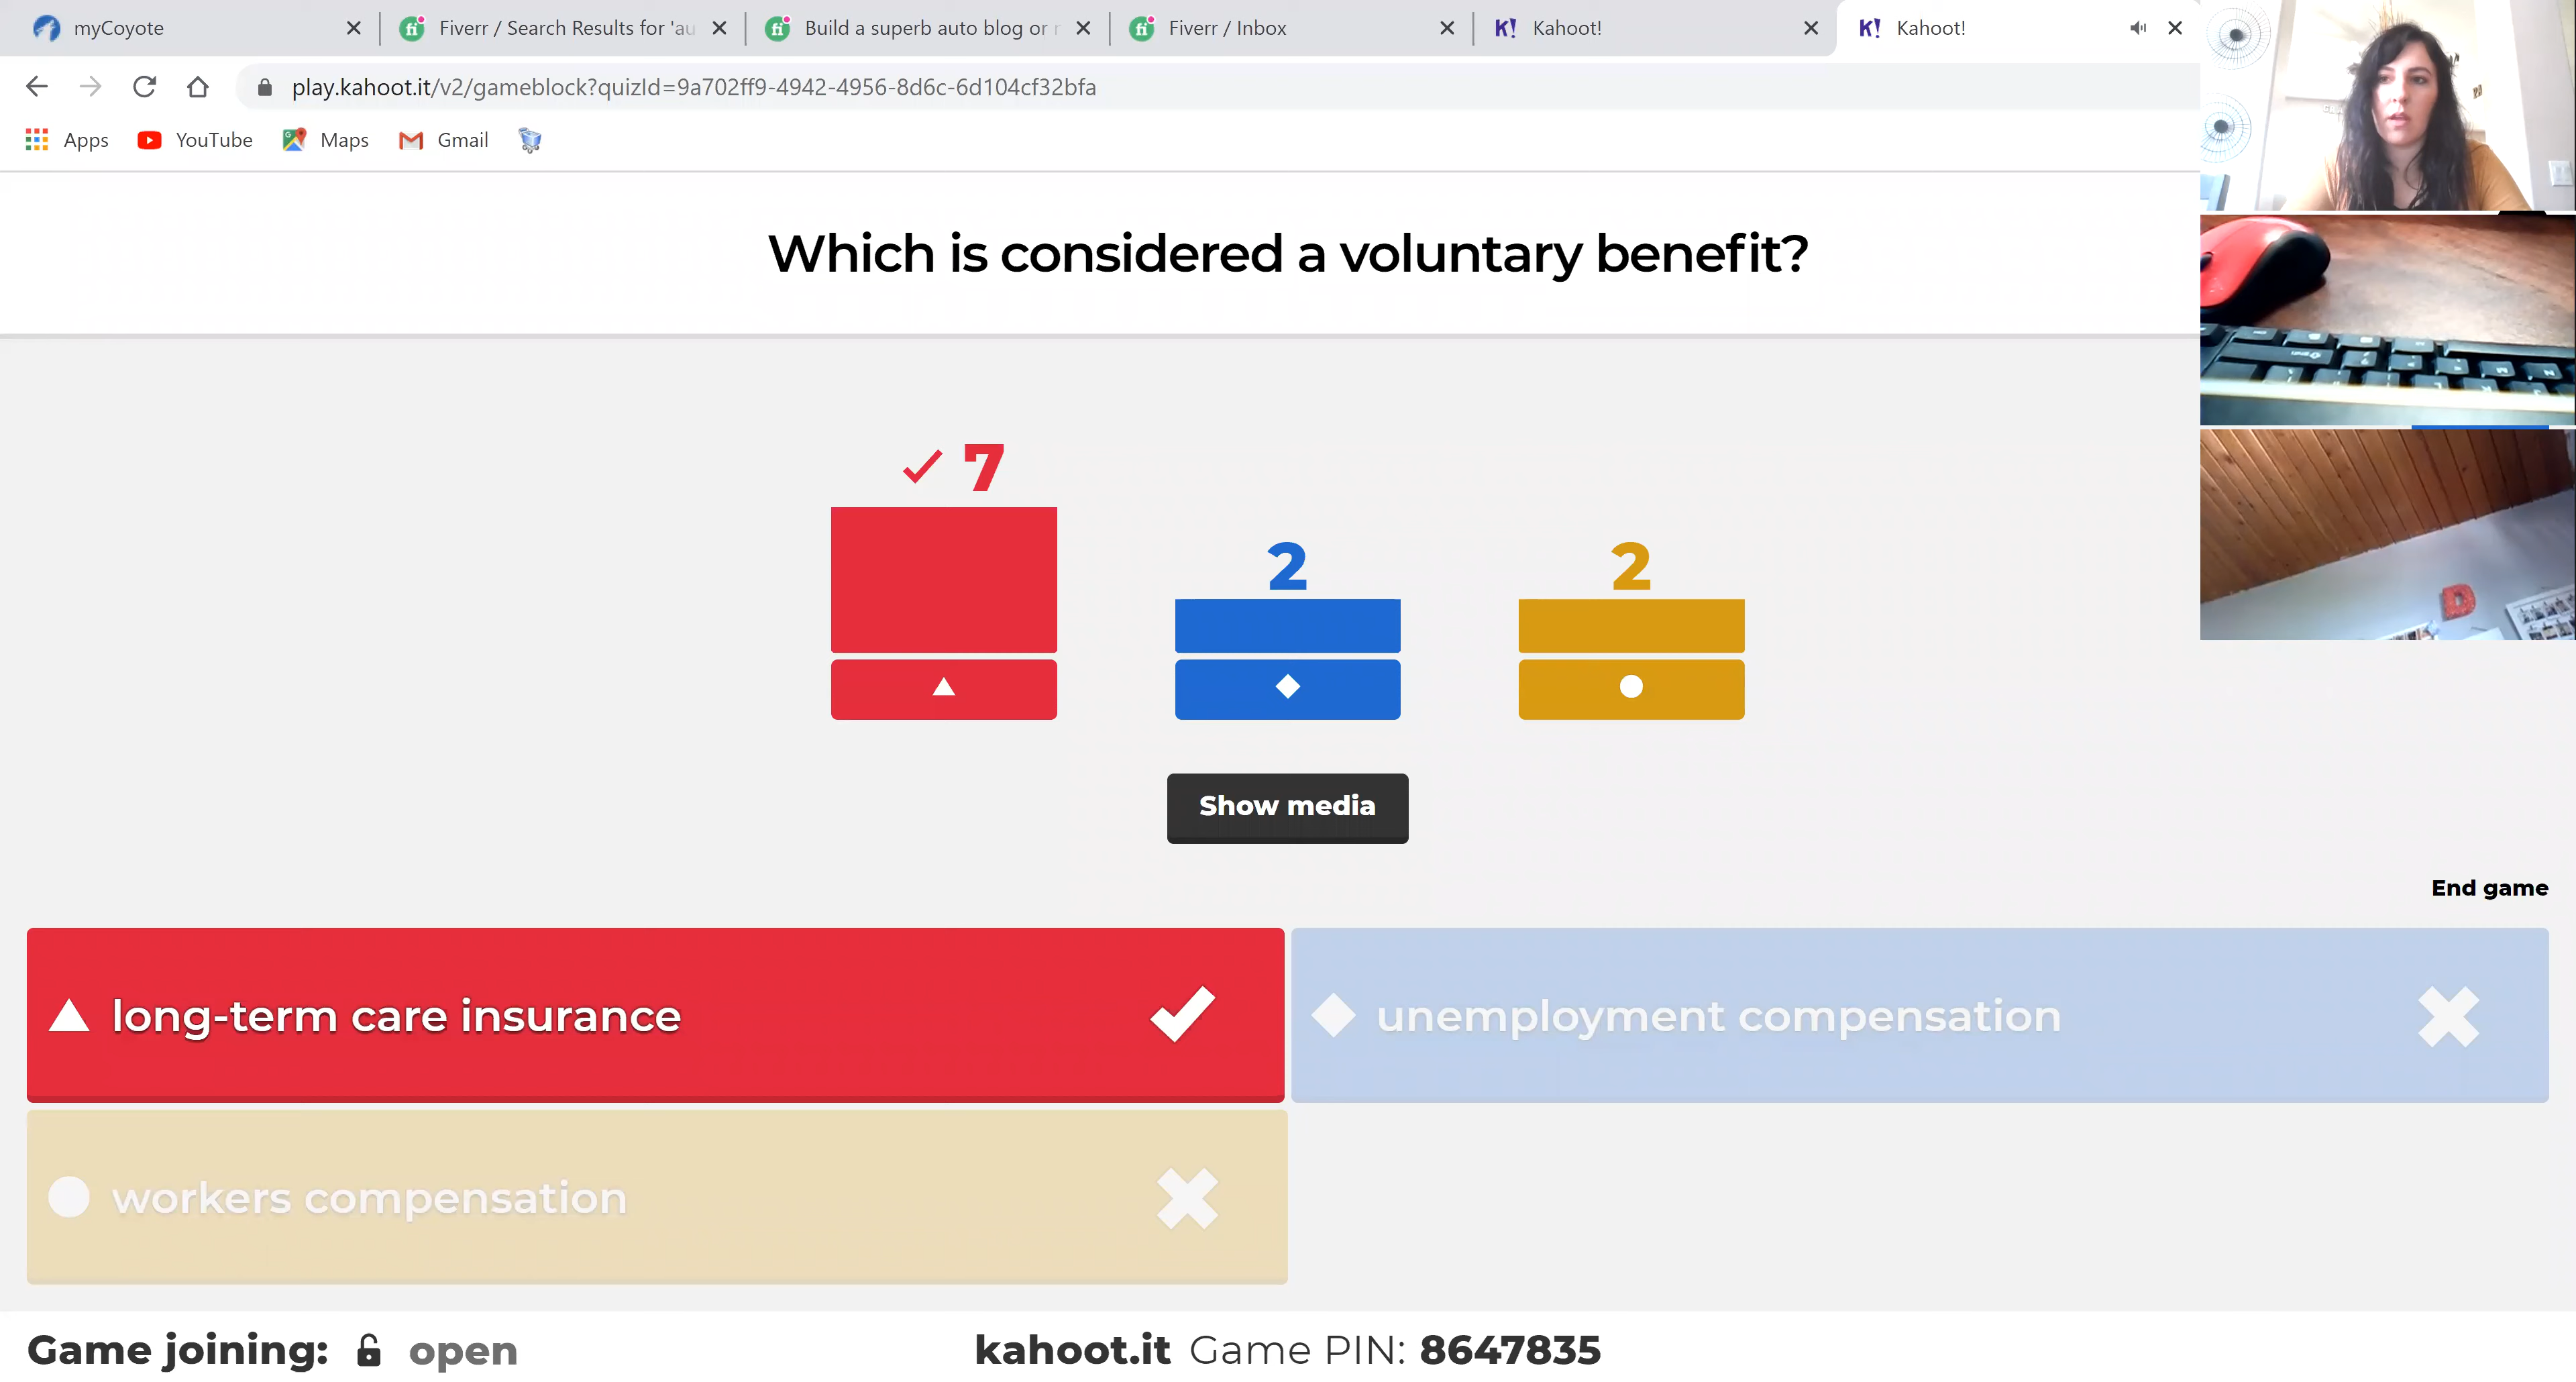 myCoyote
Fiverr / Search Results for 'au
Build a superb auto blog or
Fiverr / Inbox
K! Kahoot!
K! Kahoot!
play.kahoot.it/v2/gameblock?quizId=9a702ff9-4942-4956-8d6c-6d104cf32bfa
Apps
YouTube
Maps
Gmail
Which is considered a voluntary benefit?
7
2
2
Show media
End game
long-term care insurance
unemployment compensation
workers compensation
Game joining: open
kahoot.it Game PIN: 8647835
D